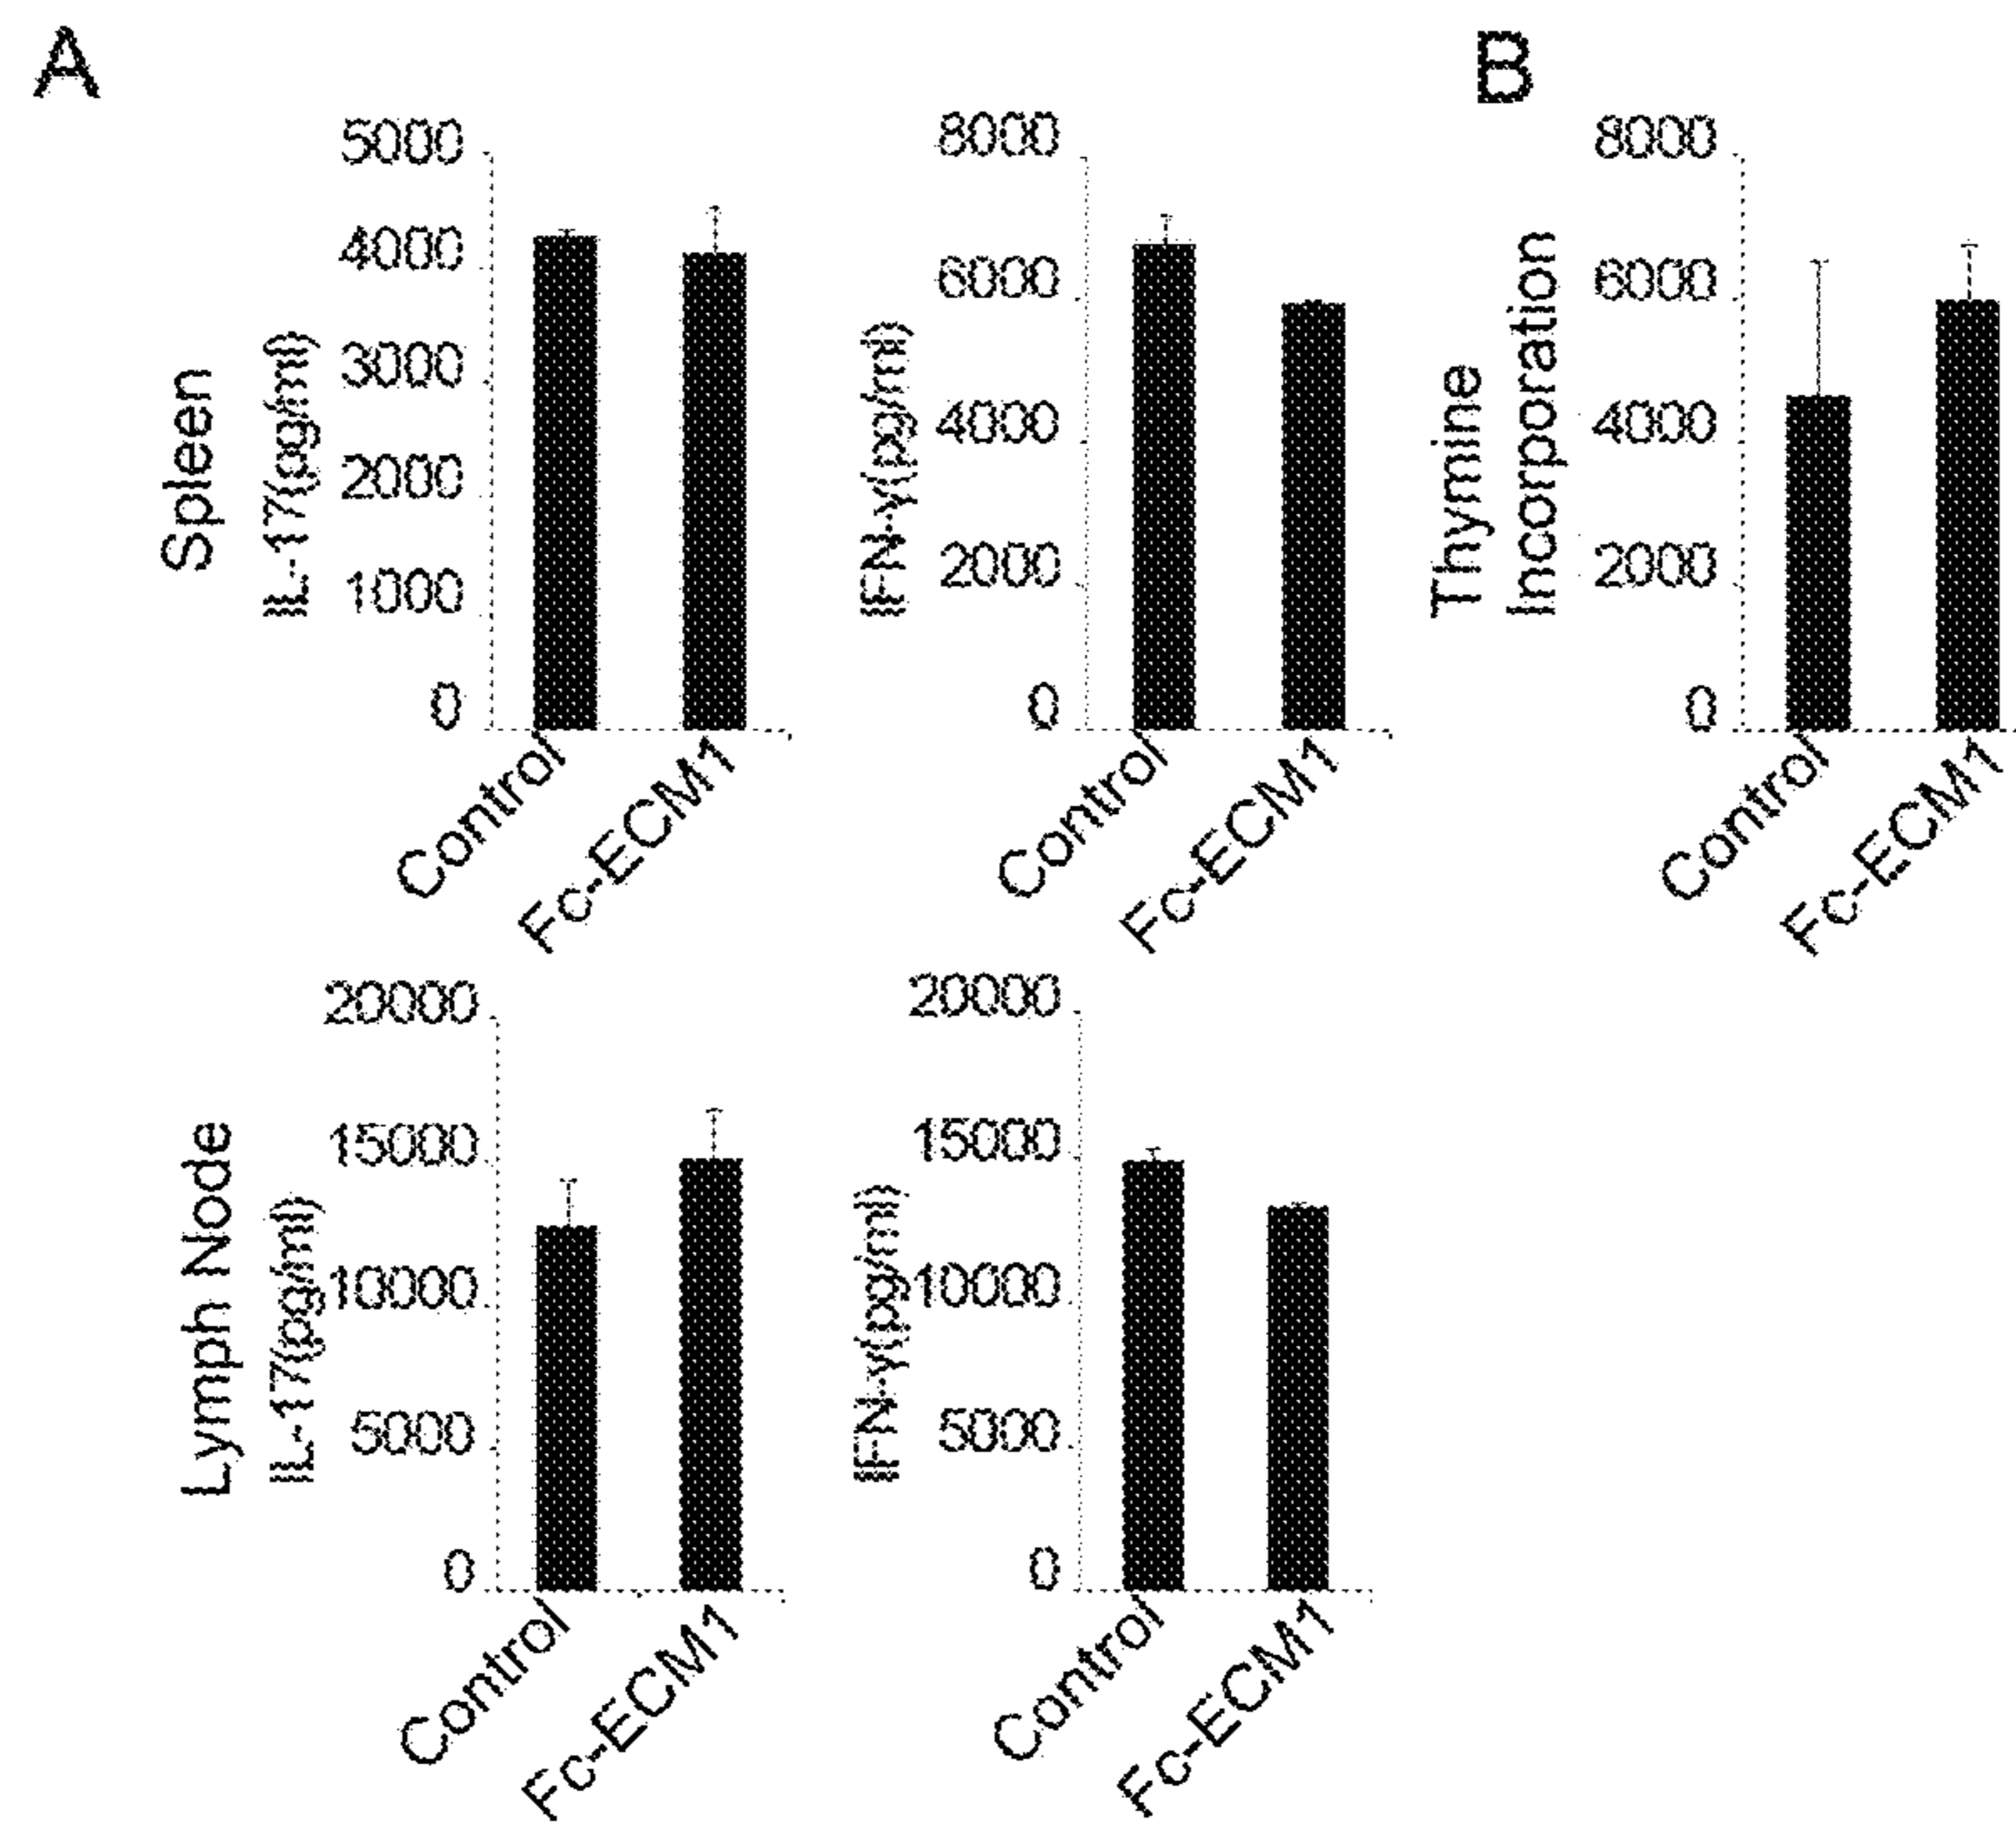 A
B
Spleen
IL-17(pg/ml)
5000
4000
3000
2000
1000
0
Control
Fc-ECM1
IFN-γ(pg/ml)
8000
6000
4000
2000
0
Control
Fc-ECM1
Thymine
Incorporation
8000
6000
4000
2000
0
Control
Fc-ECM1
Lymph Node
IL-17(pg/ml)
20000
15000
10000
5000
0
Control
Fc-ECM1
IFN-γ(pg/ml)
20000
15000
10000
5000
0
Control
Fc-ECM1